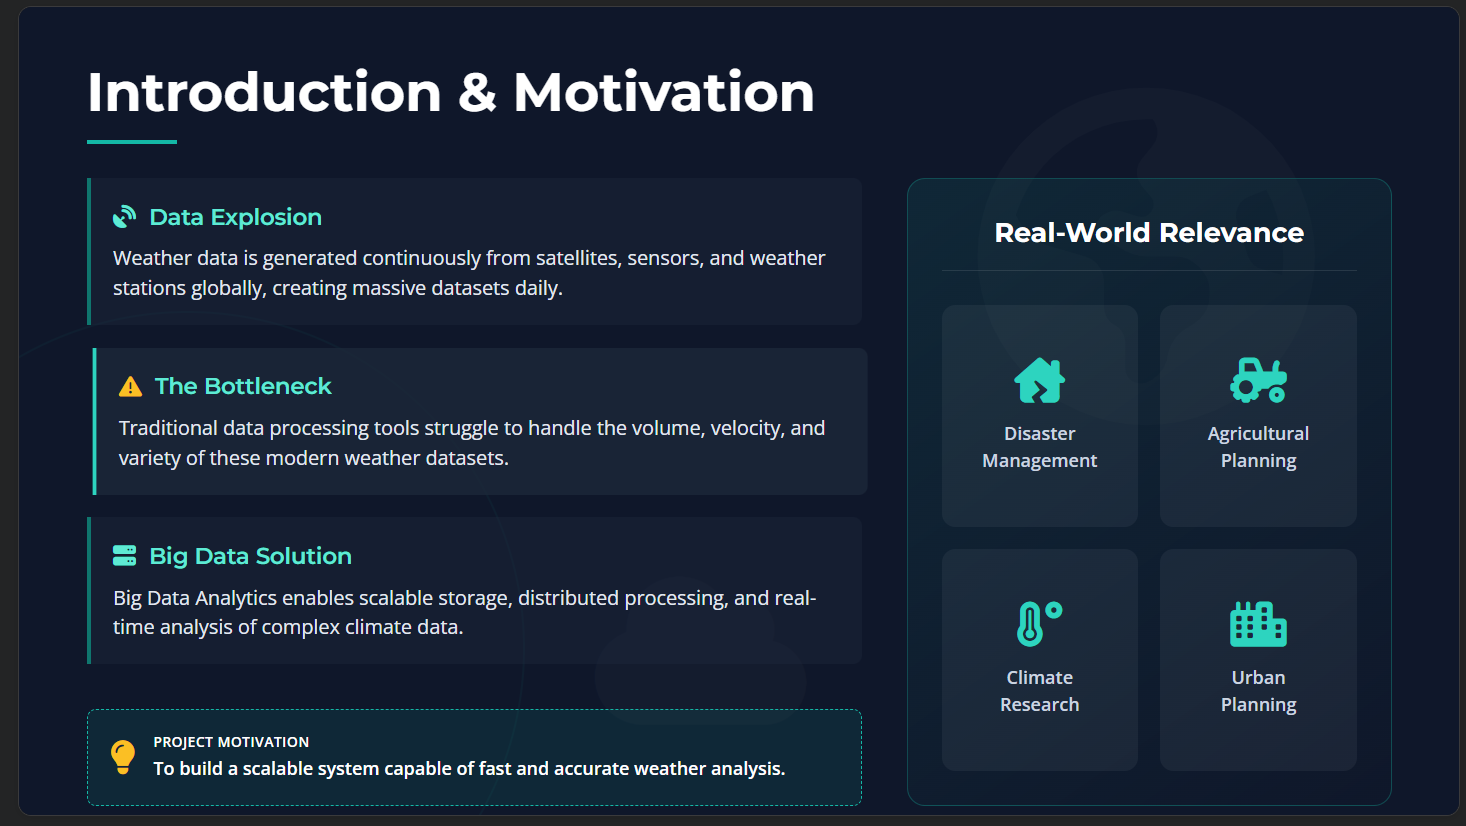 Introduction & Motivation
Data Explosion
Weather data is generated continuously from satellites, sensors, and weather
stations globally, creating massive datasets daily.
The Bottleneck
Traditional data processing tools struggle to handle the volume, velocity, and
variety of these modern weather datasets.
Big Data Solution
Big Data Analytics enables scalable storage, distributed processing, and real-
time analysis of complex climate data.
PROJECT MOTIVATION
To build a scalable system capable of fast and accurate weather analysis.
Real-World Relevance
Disaster
Management
Agricultural
Planning
Climate
Research
Urban
Planning